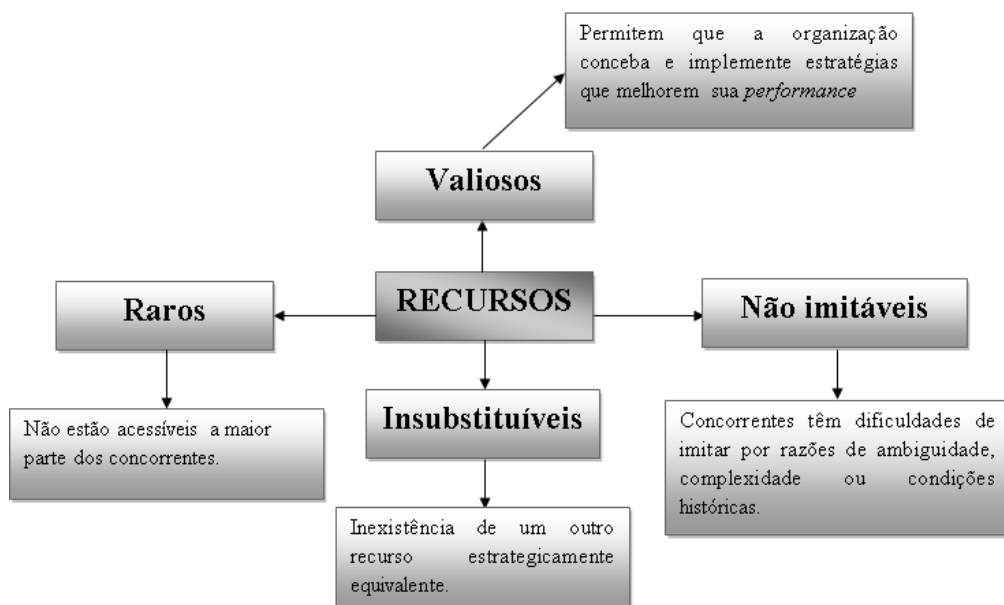 Permitem que a organização
conceba e implemente estratégias
que melhorem sua performance
Valiosos
RECURSOS
Raros
Não imitáveis
Insubstituíveis
Não estão acessíveis a maior
parte dos concorrentes.
Concorrentes têm dificuldades de
imitar por razões de ambiguidade,
complexidade ou condições
históricas.
Inexistência de um outro
recurso estrategicamente
equivalente.